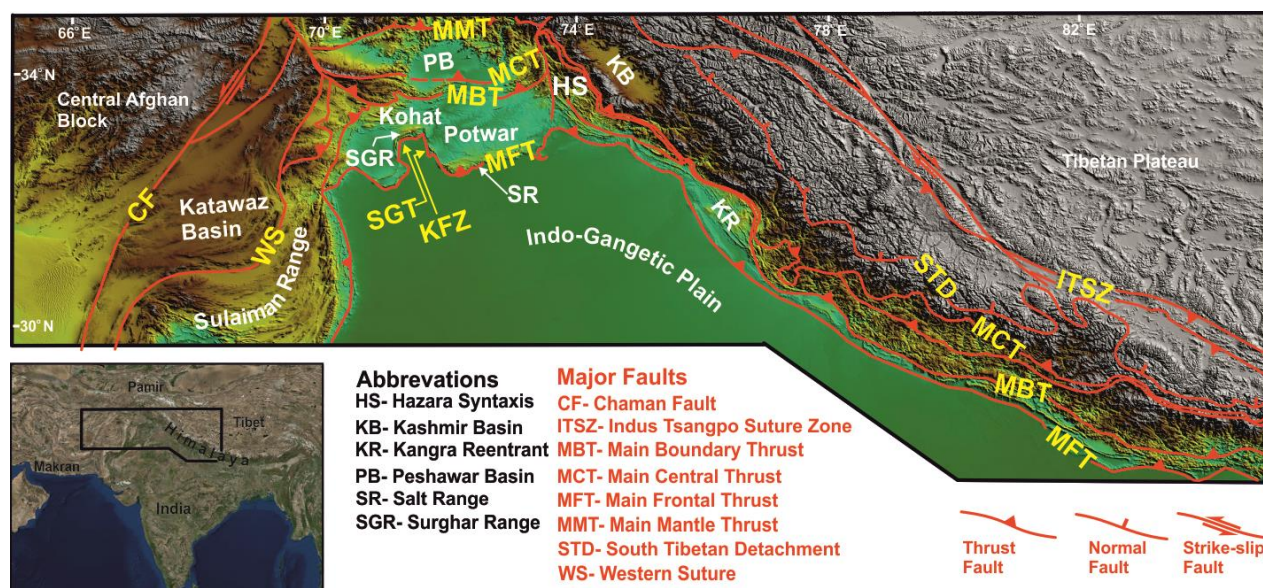 66°E
70°E
74°E
78°E
82°E
34°N
30°N
MMT
PB
MCT
MBT
HS
KB
Central Afghan
Block
Kohat
Potwar
SGR
MFT
SR
SGT
KFZ
CF
Katawaz
Basin
WS
Sulaiman Range
Indo-Gangetic Plain
KR
Tibetan Plateau
STD
ITSZ
MCT
MBT
MFT
Pamir
Tibet
Himalaya
Makran
India
Abbrevations
HS- Hazara Syntaxis
KB- Kashmir Basin
KR- Kangra Reentrant
PB- Peshawar Basin
SR- Salt Range
SGR- Surghar Range
Major Faults
CF- Chaman Fault
ITSZ- Indus Tsangpo Suture Zone
MBT- Main Boundary Thrust
MCT- Main Central Thrust
MFT- Main Frontal Thrust
MMT- Main Mantle Thrust
STD- South Tibetan Detachment
WS- Western Suture
Thrust
Fault
Normal
Fault
Strike-slip
Fault